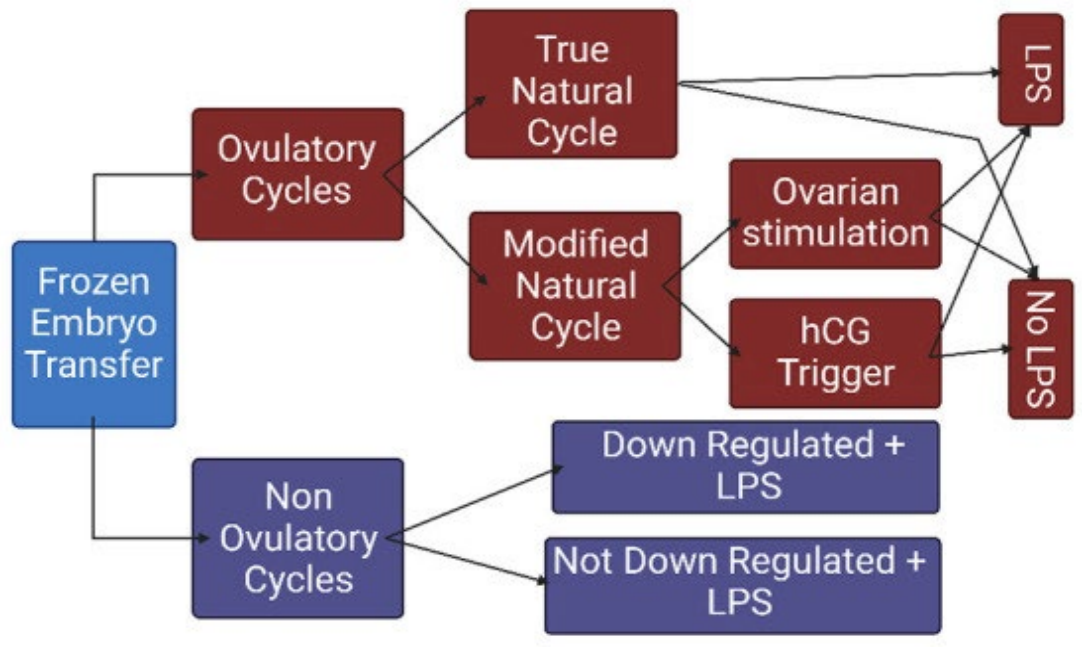 Frozen
Embryo
Transfer
Ovulatory
Cycles
True
Natural
Cycle
Modified
Natural
Cycle
Ovarian
stimulation
hCG
Trigger
LPS
No LPS
Non
Ovulatory
Cycles
Down Regulated +
LPS
Not Down Regulated +
LPS